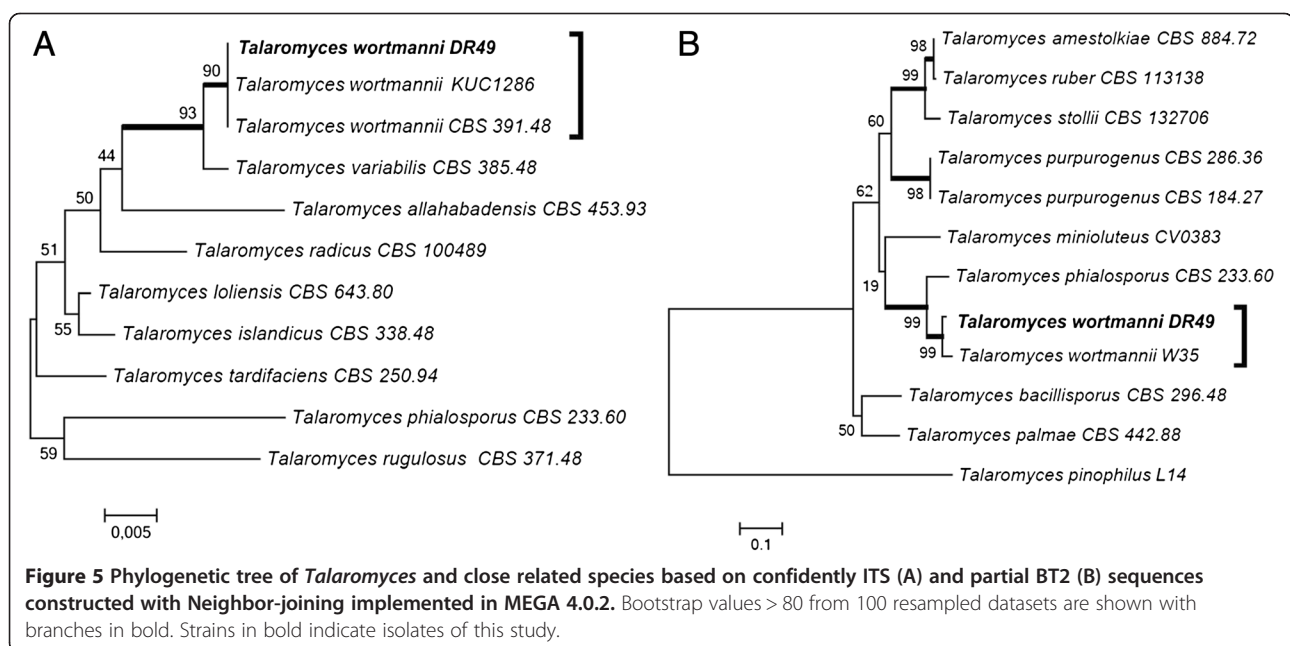 A
Talaromyces wortmanni DR49
90
Talaromyces wortmannii KUC1286
93
Talaromyces wortmannii CBS 391.48
44
Talaromyces variabilis CBS 385.48
50
Talaromyces allahabadensis CBS 453.93
51
Talaromyces radicus CBS 100489
Talaromyces loliensis CBS 643.80
55
Talaromyces islandicus CBS 338.48
Talaromyces tardifaciens CBS 250.94
Talaromyces phialosporus CBS 233.60
59
Talaromyces rugulosus CBS 371.48
0,005
B
98
Talaromyces amestolkiae CBS 884.72
99
Talaromyces ruber CBS 113138
Talaromyces stollii CBS 132706
60
Talaromyces purpurogenus CBS 286.36
98
Talaromyces purpurogenus CBS 184.27
62
Talaromyces minioluteus CV0383
19
Talaromyces phialosporus CBS 233.60
99
Talaromyces wortmanni DR49
99
Talaromyces wortmannii W35
Talaromyces bacillisporus CBS 296.48
50
Talaromyces palmae CBS 442.88
Talaromyces pinophilus L14
0.1
Figure 5 Phylogenetic tree of Talaromyces and close related species based on confidently ITS (A) and partial BT2 (B) sequences
constructed with Neighbor-joining implemented in MEGA 4.0.2. Bootstrap values > 80 from 100 resampled datasets are shown with
branches in bold. Strains in bold indicate isolates of this study.